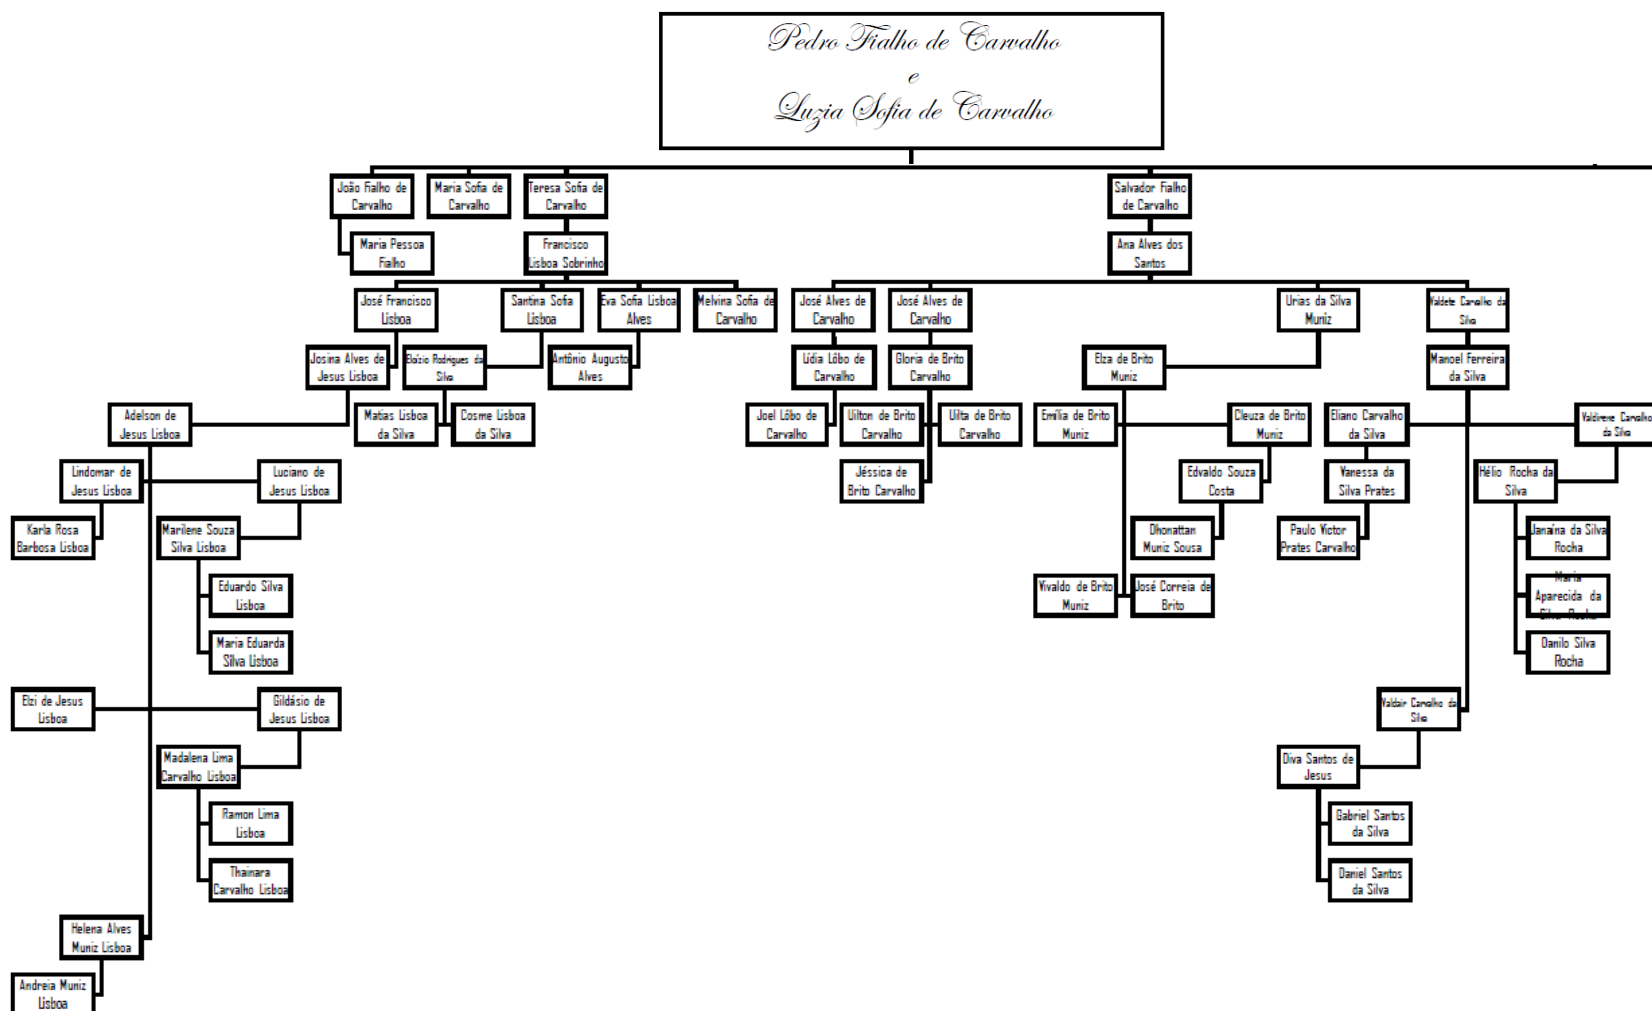 Pedro Fialho de Carvalho
e
Luzia Sofia de Carvalho
João Fialho de
Carvalho
Maria Sofia de
Carvalho
Teresa Sofia de
Carvalho
Salvador Fialho
de Carvalho
Maria Pessoa
Fialho
Francisco
Lisboa Sobrinho
Ana Alves dos
Santos
José Francisco
Lisboa
Santina Sofia
Lisboa
Eva Sofia Lisboa
Alves
Melvina Sofia de
Carvalho
José Alves de
Carvalho
José Alves de
Carvalho
Urias da Silva
Muniz
Valdete Carvalho da
Silva
Josina Alves de
Jesus Lisboa
Eloízio Rodrigues da
Silva
Antônio Augusto
Alves
Lídia Lôbo de
Carvalho
Gloria de Brito
Carvalho
Elza de Brito
Muniz
Manoel Ferreira
da Silva
Adelson de
Jesus Lisboa
Matias Lisboa
da Silva
Cosme Lisboa
da Silva
Joel Lôbo de
Carvalho
Uilton de Brito
Carvalho
Uilta de Brito
Carvalho
Emília de Brito
Muniz
Cleuza de Brito
Muniz
Eliano Carvalho
da Silva
Valdirene Carvalho
da Silva
Lindomar de
Jesus Lisboa
Luciano de
Jesus Lisboa
Jéssica de
Brito Carvalho
Edvaldo Souza
Costa
Vanessa da
Silva Prates
Hélio Rocha da
Silva
Karla Rosa
Barbosa Lisboa
Marilene Souza
Silva Lisboa
Dhonattan
Muniz Sousa
Paulo Victor
Prates Carvalho
Janaína da Silva
Rocha
Eduardo Silva
Lisboa
Vivaldo de Brito
Muniz
José Correia de
Brito
Maria
Aparecida da
Silva Rocha
Maria Eduarda
Silva Lisboa
Danilo Silva
Rocha
Elzi de Jesus
Lisboa
Gildásio de
Jesus Lisboa
Valdair Carvalho da
Silva
Madalena Lima
Carvalho Lisboa
Diva Santos de
Jesus
Ramon Lima
Lisboa
Gabriel Santos
da Silva
Thainara
Carvalho Lisboa
Daniel Santos
da Silva
Helena Alves
Muniz Lisboa
Andreia Muniz
Lisboa